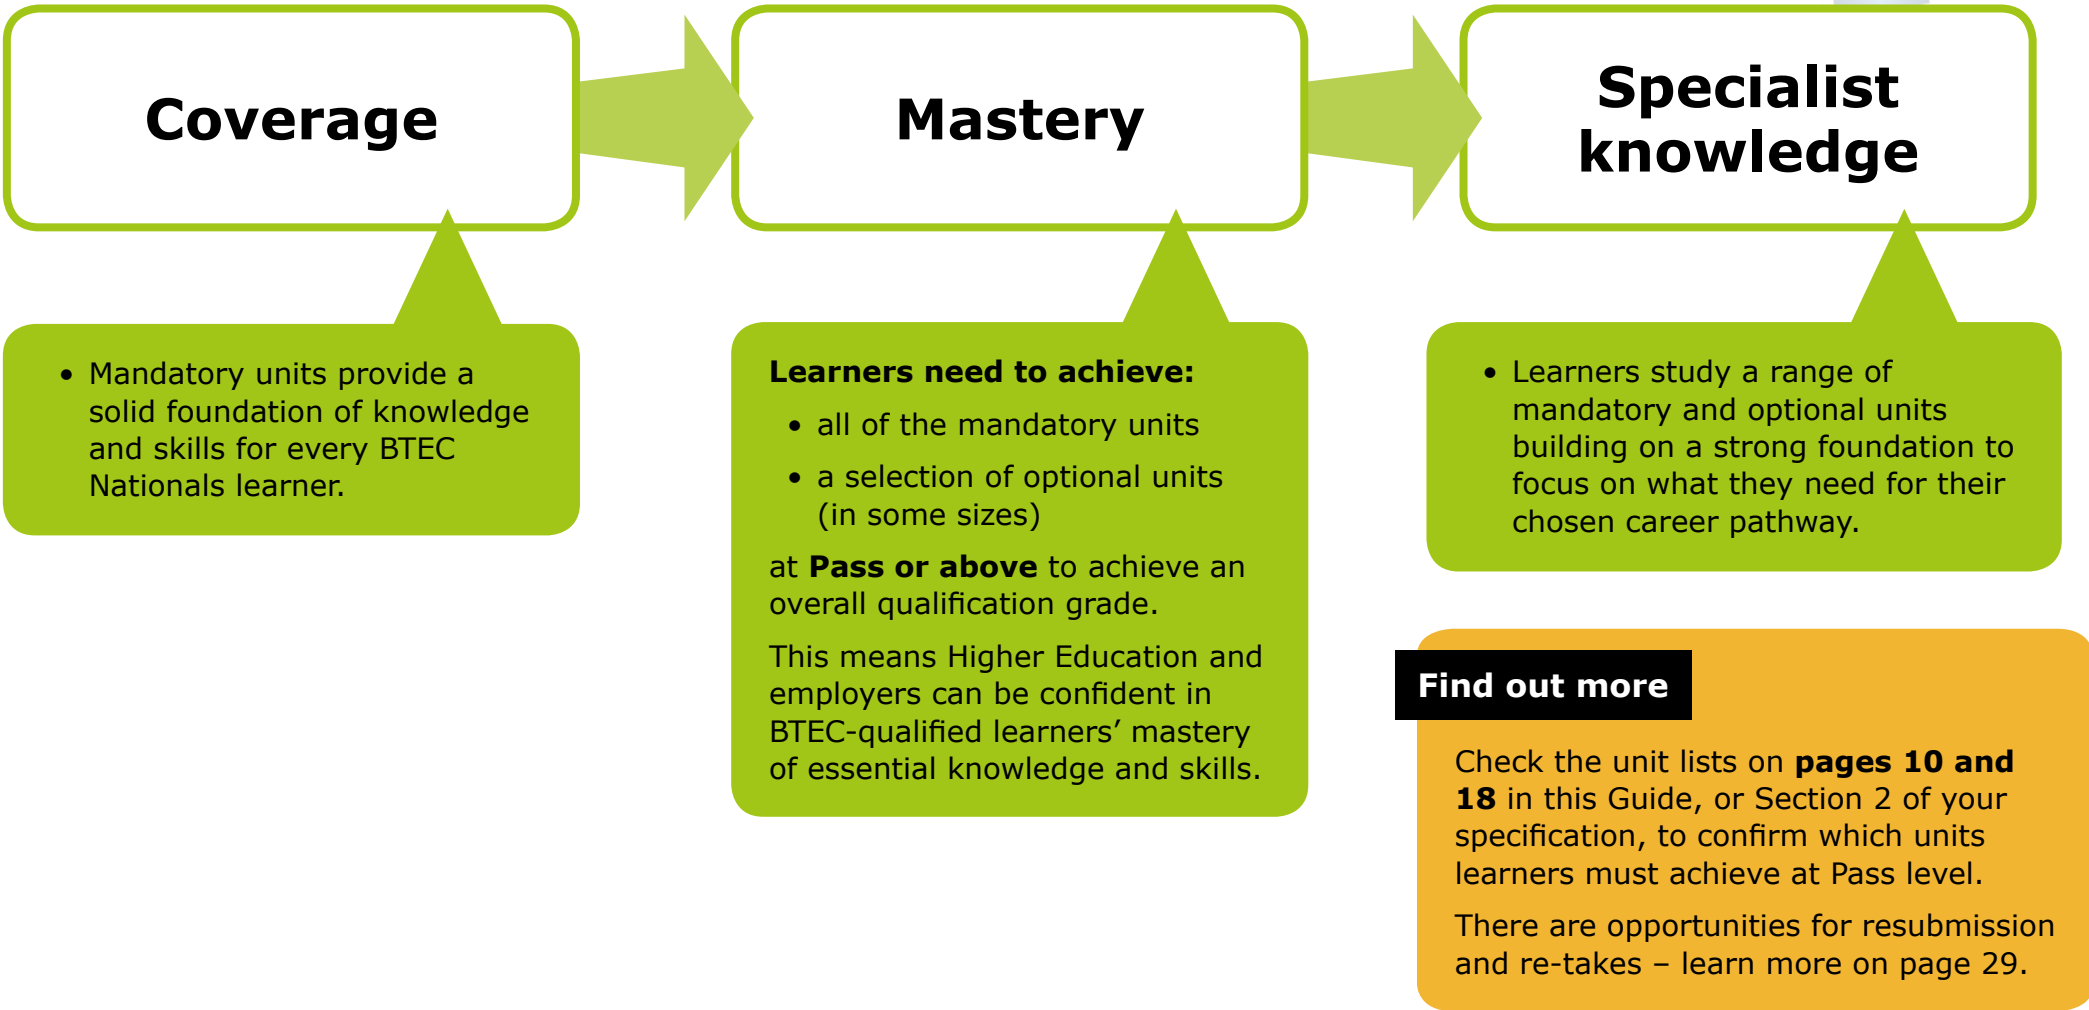 Coverage
Mastery
Specialist
knowledge
• Mandatory units provide a
solid foundation of knowledge
and skills for every BTEC
Nationals learner.
Learners need to achieve:
• all of the mandatory units
• a selection of optional units
(in some sizes)
at Pass or above to achieve an
overall qualification grade.
This means Higher Education and
employers can be confident in
BTEC-qualified learners’ mastery
of essential knowledge and skills.
• Learners study a range of
mandatory and optional units
building on a strong foundation to
focus on what they need for their
chosen career pathway.
Find out more
Check the unit lists on pages 10 and
18 in this Guide, or Section 2 of your
specification, to confirm which units
learners must achieve at Pass level.
There are opportunities for resubmission
and re-takes – learn more on page 29.